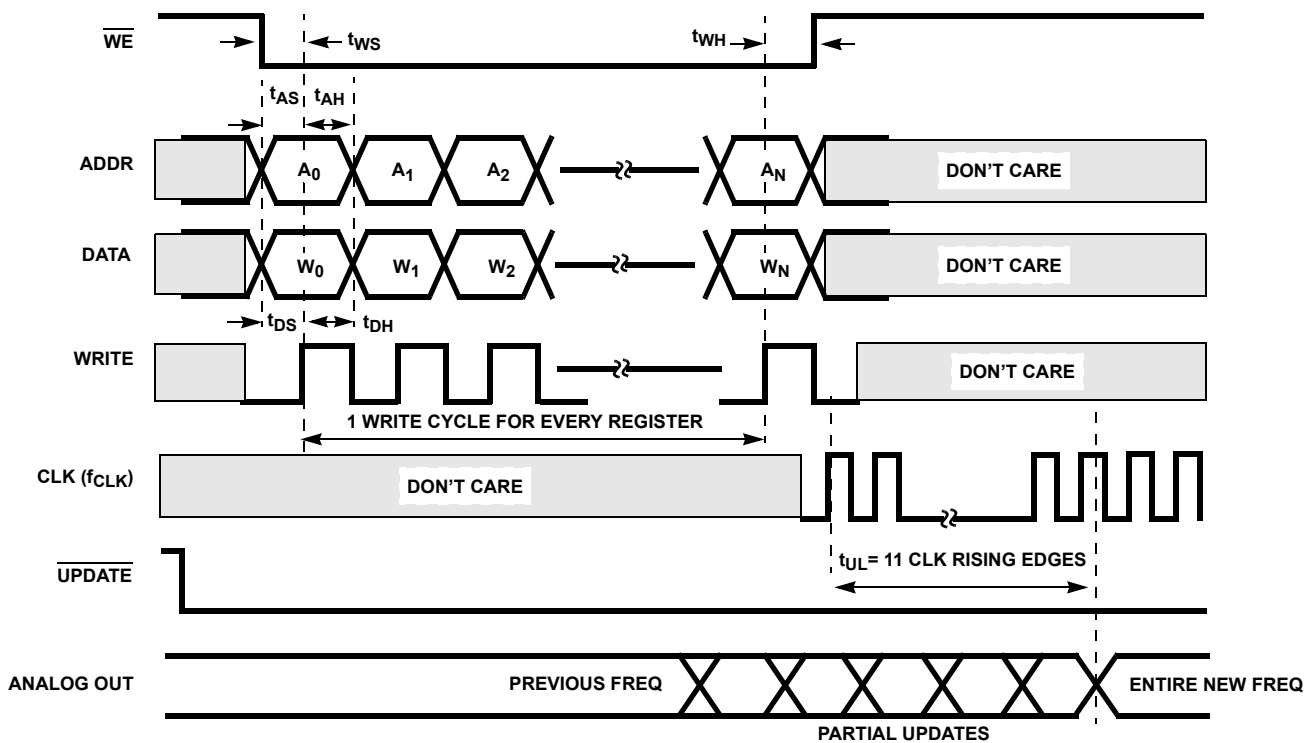 WE
tWS
tWH
tAS
tAH
ADDR
A0
A1
A2
AN
DON'T CARE
DATA
W0
W1
W2
WN
DON'T CARE
tDS
tDH
WRITE
DON'T CARE
1 WRITE CYCLE FOR EVERY REGISTER
CLK (fCLK)
DON'T CARE
tUL= 11 CLK RISING EDGES
UPDATE
ANALOG OUT
PREVIOUS FREQ
ENTIRE NEW FREQ
PARTIAL UPDATES